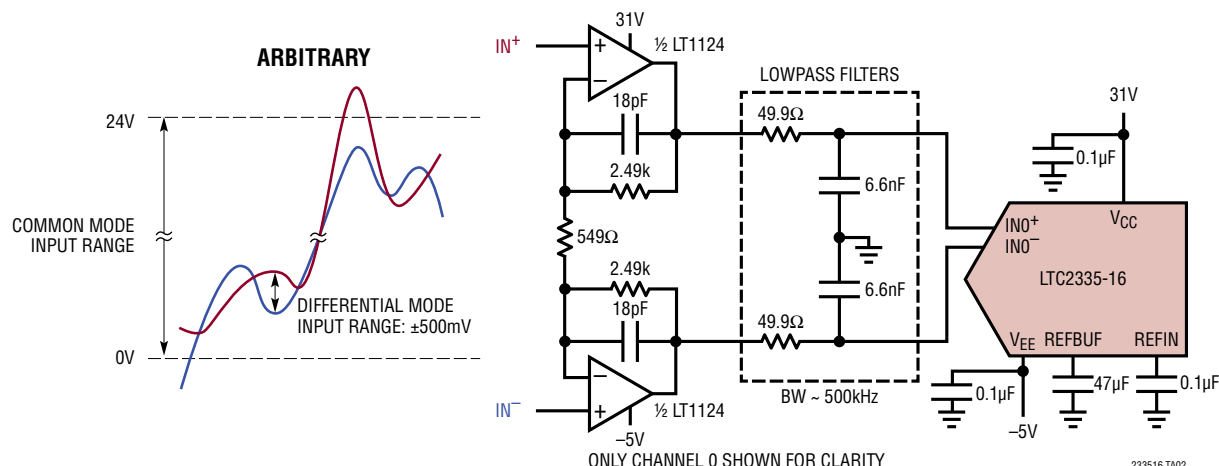 ARBITRARY
24V
COMMON MODE
INPUT RANGE
DIFFERENTIAL MODE
INPUT RANGE: ±500mV
0V
IN+
31V
½ LT1124
18pF
2.49k
549Ω
2.49k
18pF
IN−
½ LT1124
−5V
LOWPASS FILTERS
49.9Ω
6.6nF
6.6nF
49.9Ω
BW ~ 500kHz
31V
0.1µF
VCC
IN0+
IN0−
LTC2335-16
VEE
REFBUF
REFIN
0.1µF
47µF
0.1µF
−5V
ONLY CHANNEL 0 SHOWN FOR CLARITY
233516 TA02